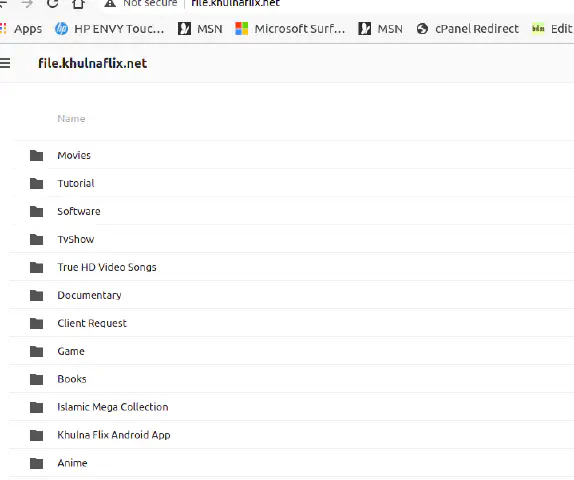 Not secure | file.khulnaflix.net
Apps HP ENVY Touc... MSN Microsoft Surf... MSN cPanel Redirect Edit
file.khulnaflix.net
Name
Movies
Tutorial
Software
TvShow
True HD Video Songs
Documentary
Client Request
Game
Books
Islamic Mega Collection
Khulna Flix Android App
Anime